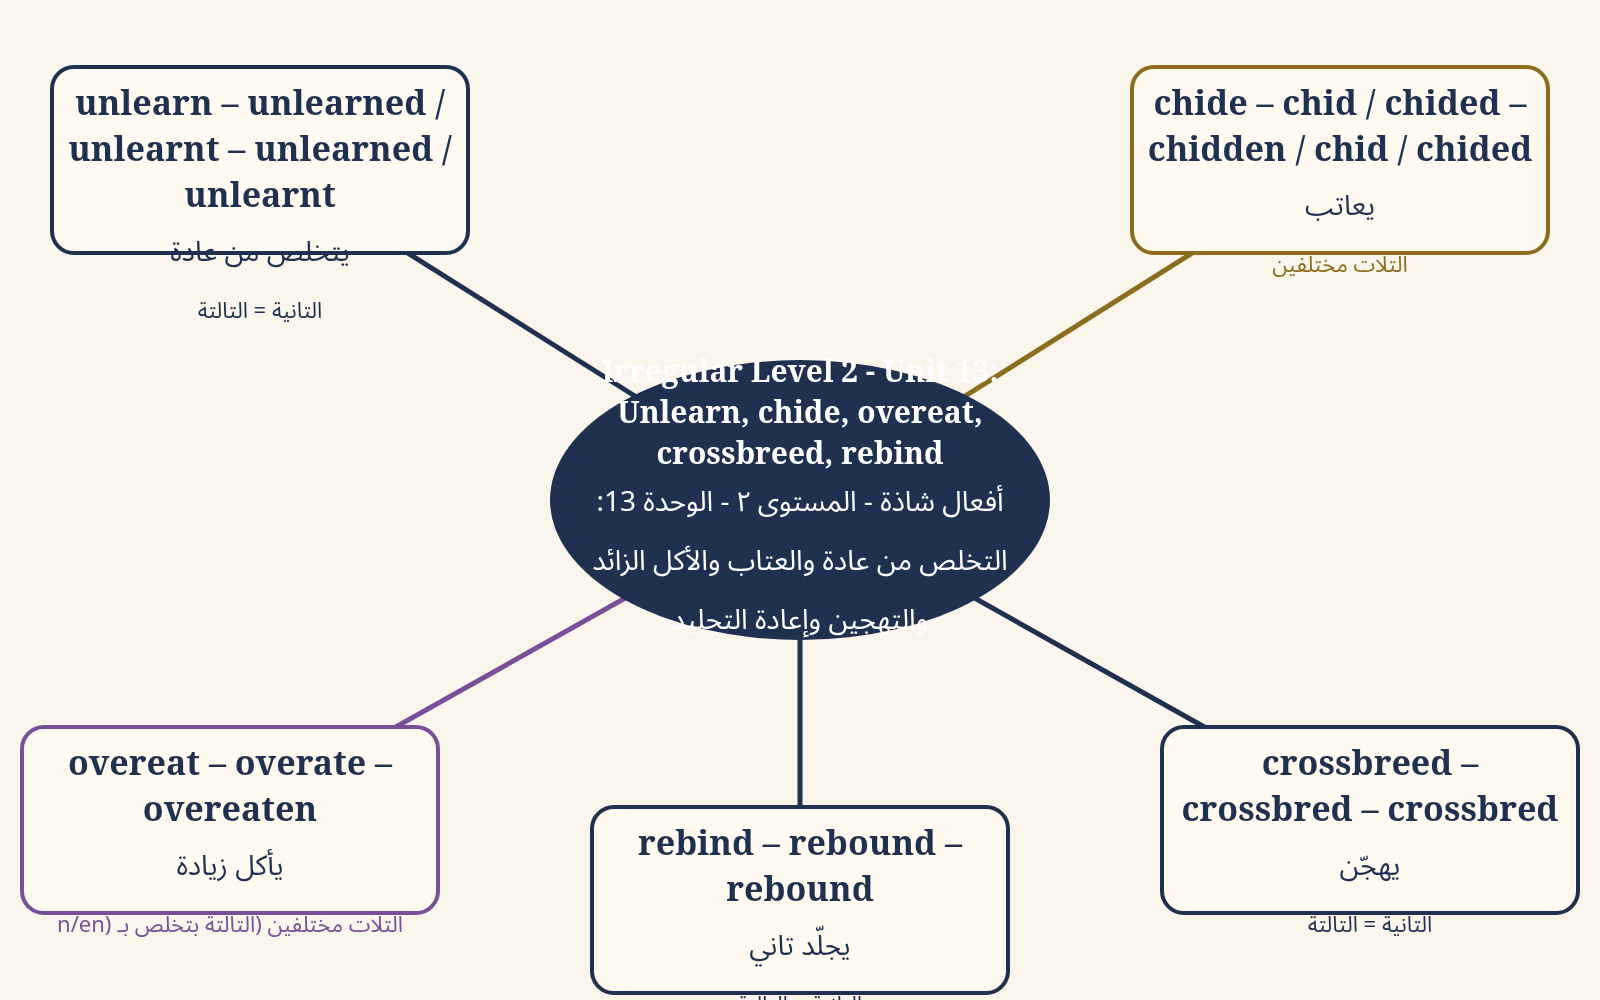 unlearn – unlearned /
unlearnt – unlearned /
unlearnt
يتخلص من عادة
التانية = التالتة
chide – chid / chided –
chidden / chid / chided
يعاتب
التلات مختلفين
Irregular Level 2 - Unit 13:
Unlearn, chide, overeat,
crossbreed, rebind
أفعال شاذة - المستوى ٢ - الوحدة 13:
التخلص من عادة والعتاب والأكل الزائد
والتهجين وإعادة التجليد
overeat – overate –
overeaten
يأكل زيادة
التلات مختلفين (التالتة بتخلص بـ n/en)
rebind – rebound –
rebound
يجلّد تاني
crossbreed –
crossbred – crossbred
يهجّن
التانية = التالتة